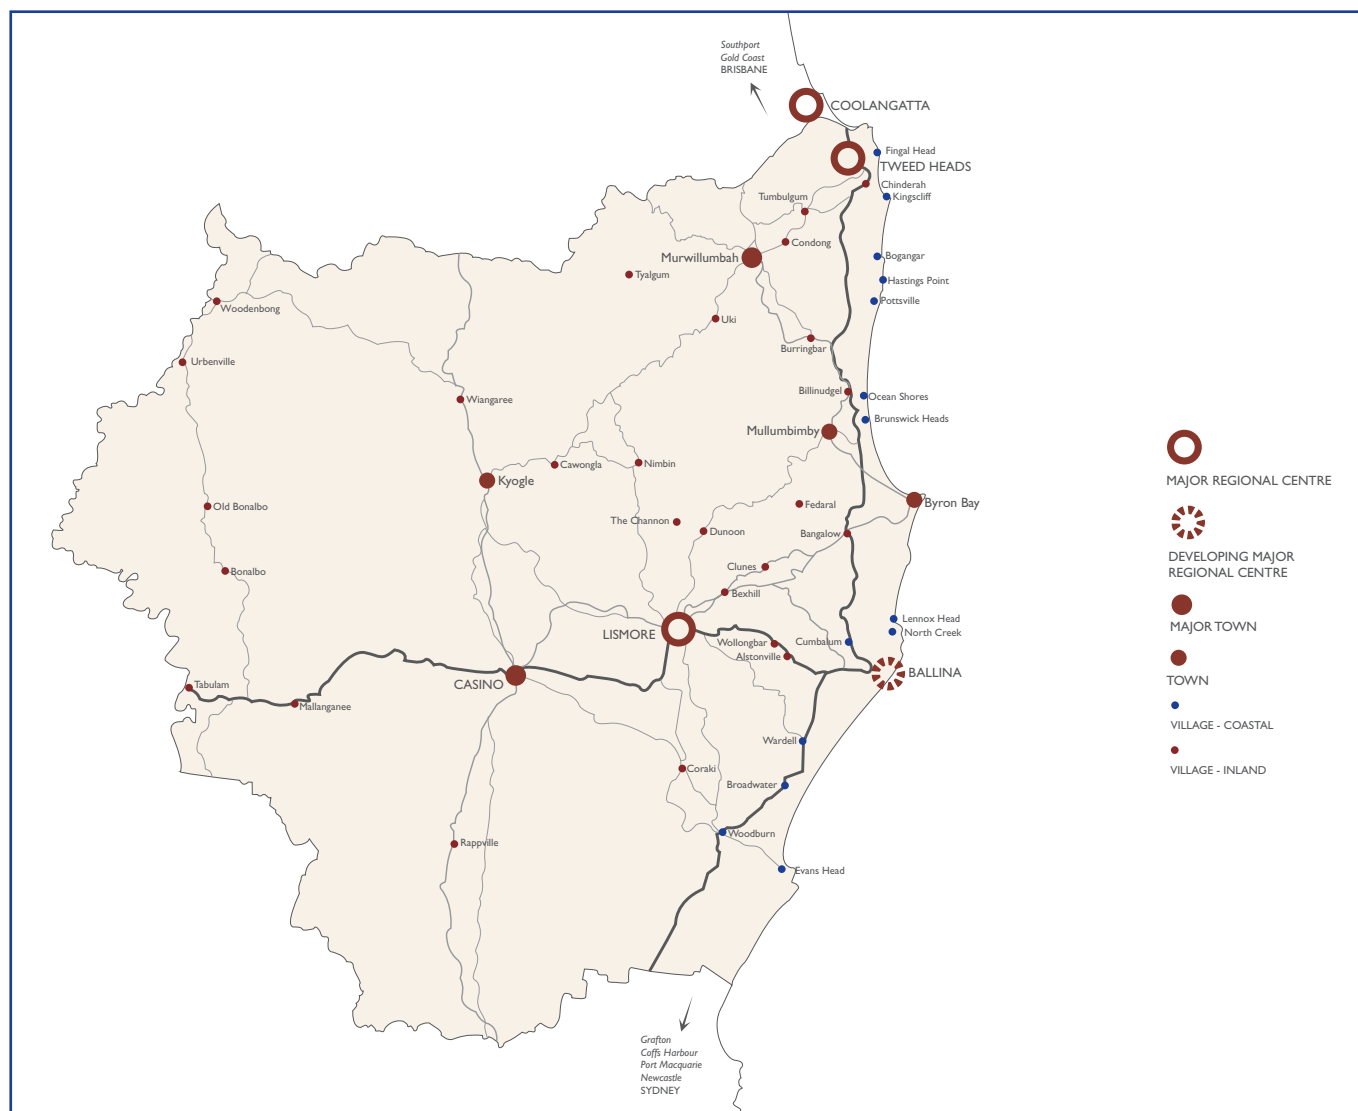 Southport
Gold Coast
BRISBANE
COOLANGATTA
Fingal Head
TWEED HEADS
Chinderah
Kingscliff
Tumbulgum
Condong
Murwillumbah
Bogangar
Tyalgum
Hastings Point
Pottsville
Woodenbong
Uki
Burringbar
Urbenville
Billinudgel
Ocean Shores
Wiangaree
Brunswick Heads
Mullumbimby
Cawongla
Nimbin
Kyogle
Byron Bay
Old Bonalbo
Fedaral
The Channon
Dunoon
Bangalow
Clunes
Bonalbo
Bexhill
Lennox Head
North Creek
LISMORE
Wollongbar
Cumbalum
Alstonville
BALLINA
CASINO
Tabulam
Mallanganee
Wardell
Coraki
Broadwater
Woodburn
Rappville
Evans Head
Grafton
Coffs Harbour
Port Macquarie
Newcastle
SYDNEY
MAJOR REGIONAL CENTRE
DEVELOPING MAJOR
REGIONAL CENTRE
MAJOR TOWN
TOWN
VILLAGE - COASTAL
VILLAGE - INLAND